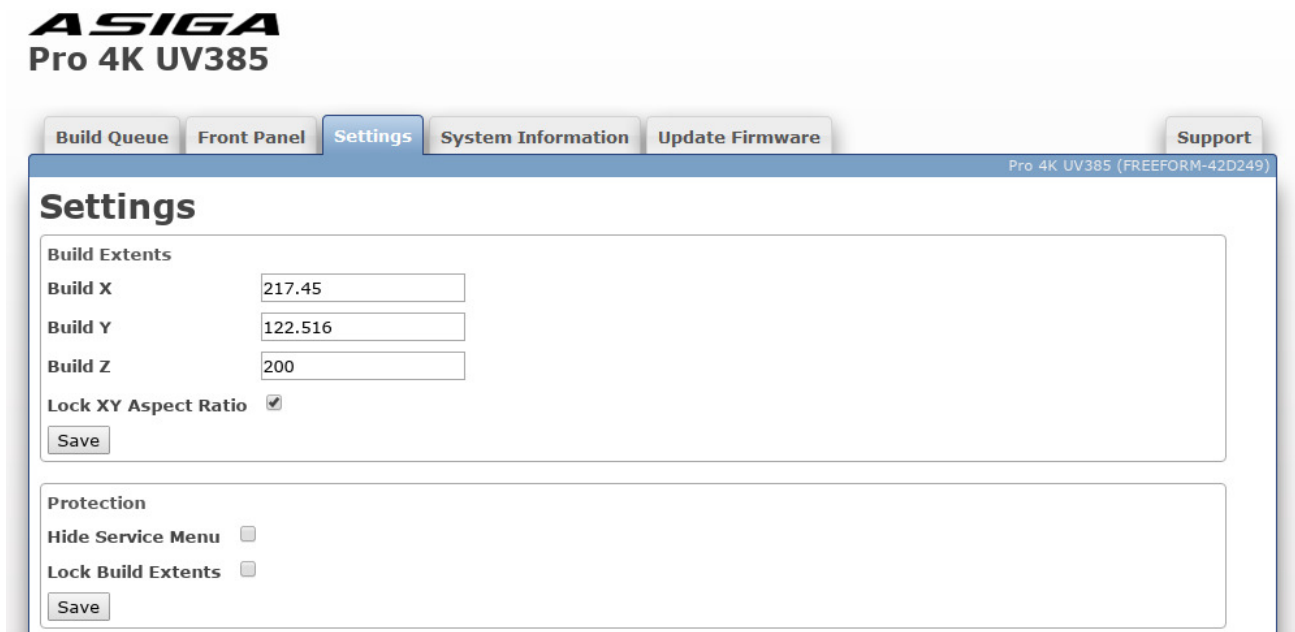 ASIGA
Pro 4K UV385
Build Queue Front Panel Settings System Information Update Firmware Support
Pro 4K UV385 (FREEFORM-42D249)
Settings
Build Extents
Build X 217.45
Build Y 122.516
Build Z 200
Lock XY Aspect Ratio
Save
Protection
Hide Service Menu
Lock Build Extents
Save